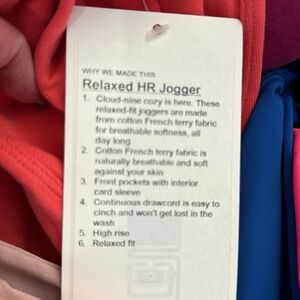 WHY WE MADE THIS
Relaxed HR Jogger
1. Cloud-nine cozy is here. These
relaxed-fit joggers are made
from cotton French terry fabric
for breathable softness, all
day long
2. Cotton French terry fabric is
naturally breathable and soft
against your skin
3. Front pockets with interior
card sleeve
4. Continuous drawcord is easy to
cinch and won't get lost in the
wash
5. High rise
6. Relaxed fit